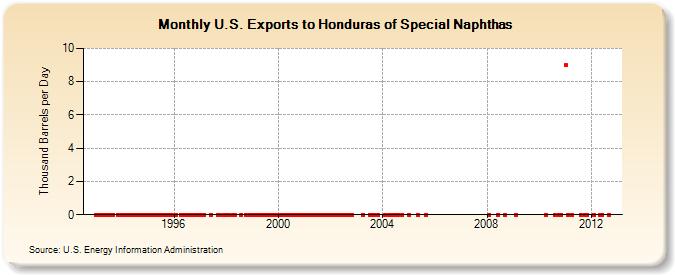 Monthly U.S. Exports to Honduras of Special Naphthas
Thousand Barrels per Day
10
8
6
4
2
0
1996 2000 2004 2008 2012
Source: U.S. Energy Information Administration